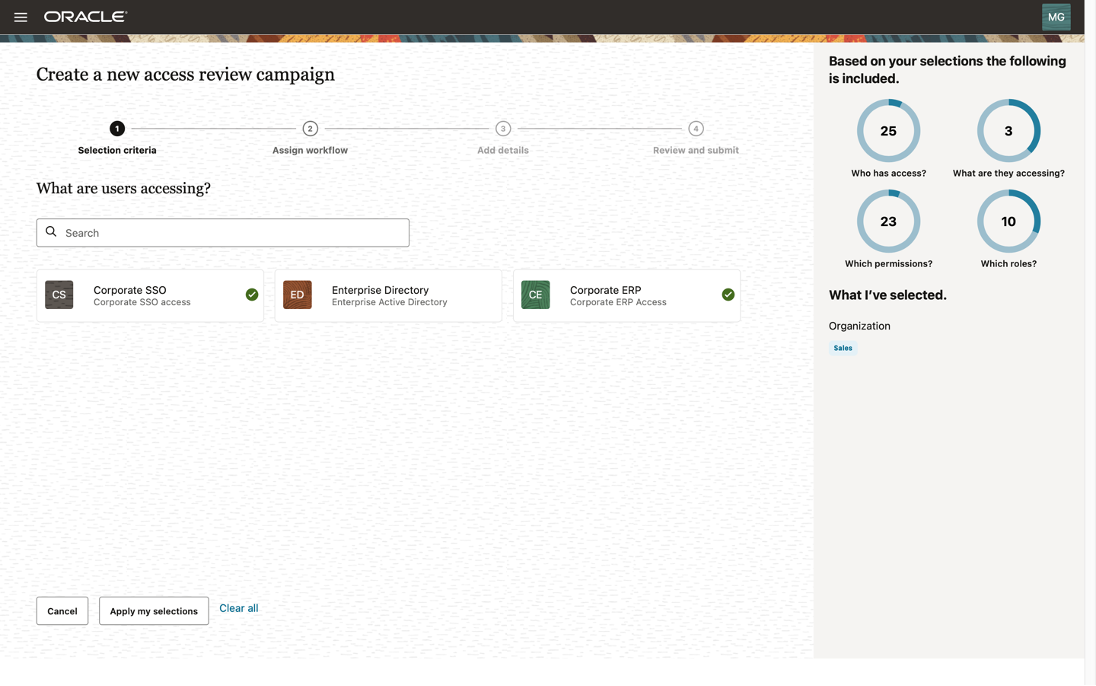 ORACLE
MG
Create a new access review campaign
1
2
3
4
Selection criteria
Assign workflow
Add details
Review and submit
What are users accessing?
Search
CS
Corporate SSO
Corporate SSO access
ED
Enterprise Directory
Enterprise Active Directory
CE
Corporate ERP
Corporate ERP Access
Cancel
Apply my selections
Clear all
Based on your selections the following
is included.
25
Who has access?
3
What are they accessing?
23
Which permissions?
10
Which roles?
What I’ve selected.
Organization
Sales